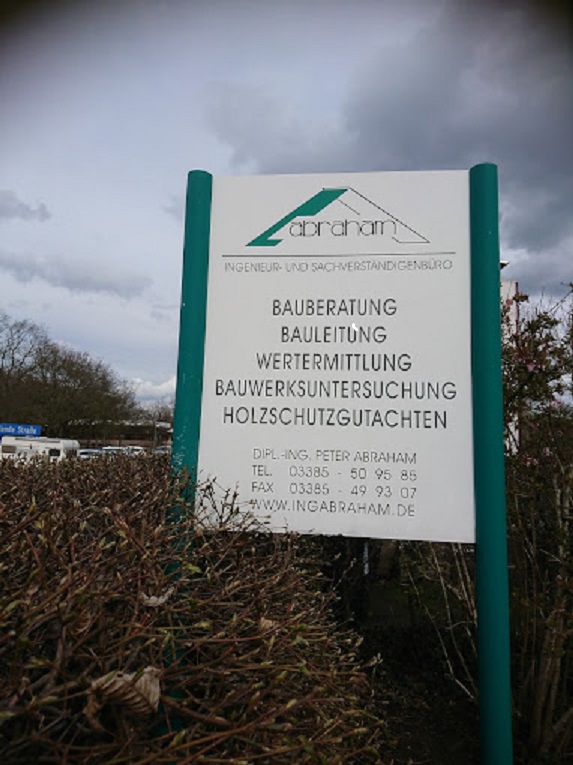 abraham
INGENIEUR- UND SACHVERSTÄNDIGENBÜRO
BAUBERATUNG
BAULEITUNG
WERTERMITTLUNG
BAUWERKSUNTERSUCHUNG
HOLZSCHUTZGUTACHTEN
DIPL.-ING. PETER ABRAHAM
TEL. 03385 - 50 95 85
FAX 03385 - 49 93 07
WWW.INGABRAHAM.DE
Straße